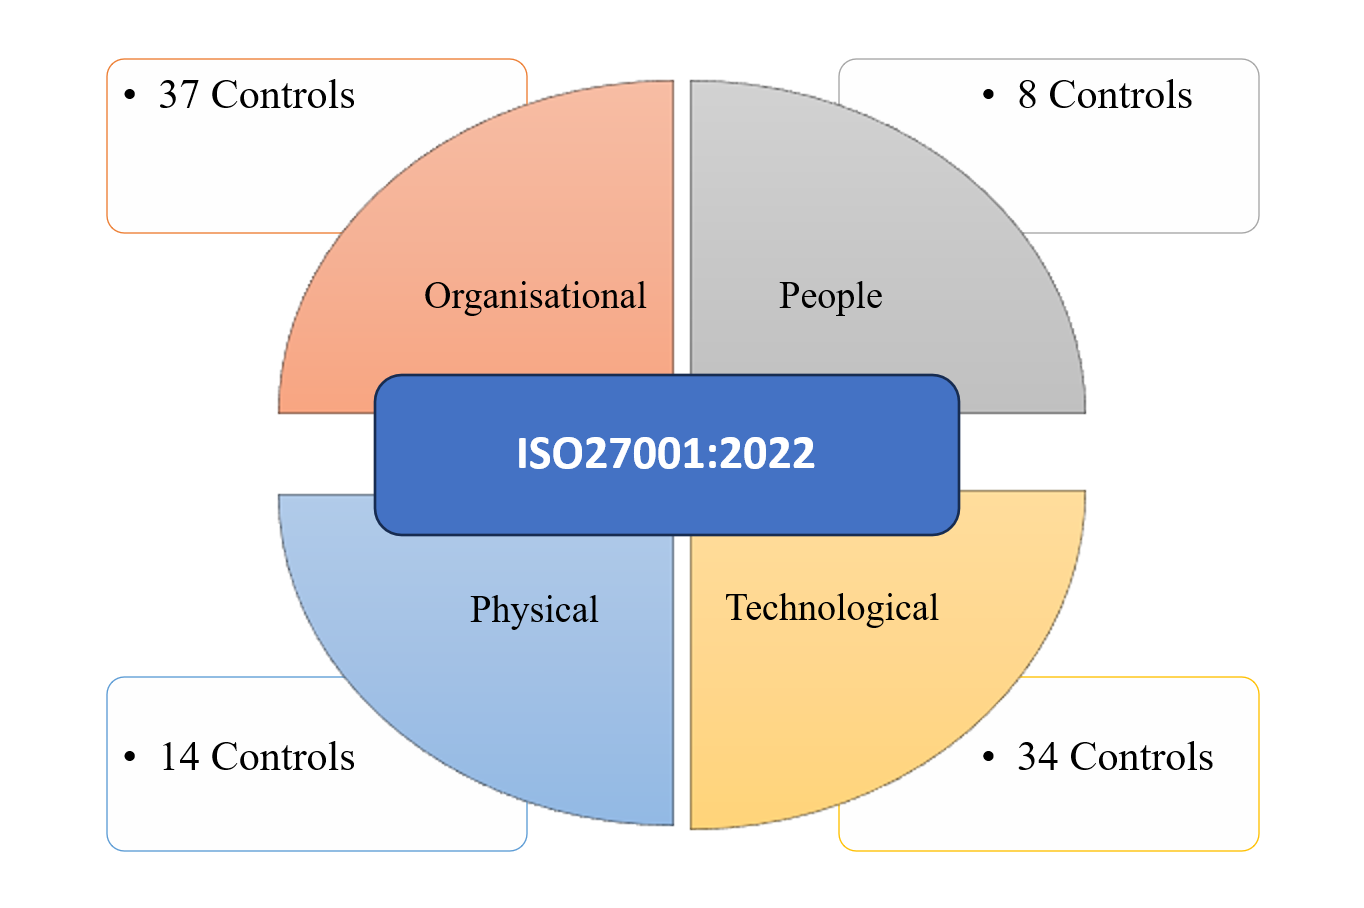 • 37 Controls
• 8 Controls
Organisational
People
ISO27001:2022
Physical
Technological
• 14 Controls
• 34 Controls